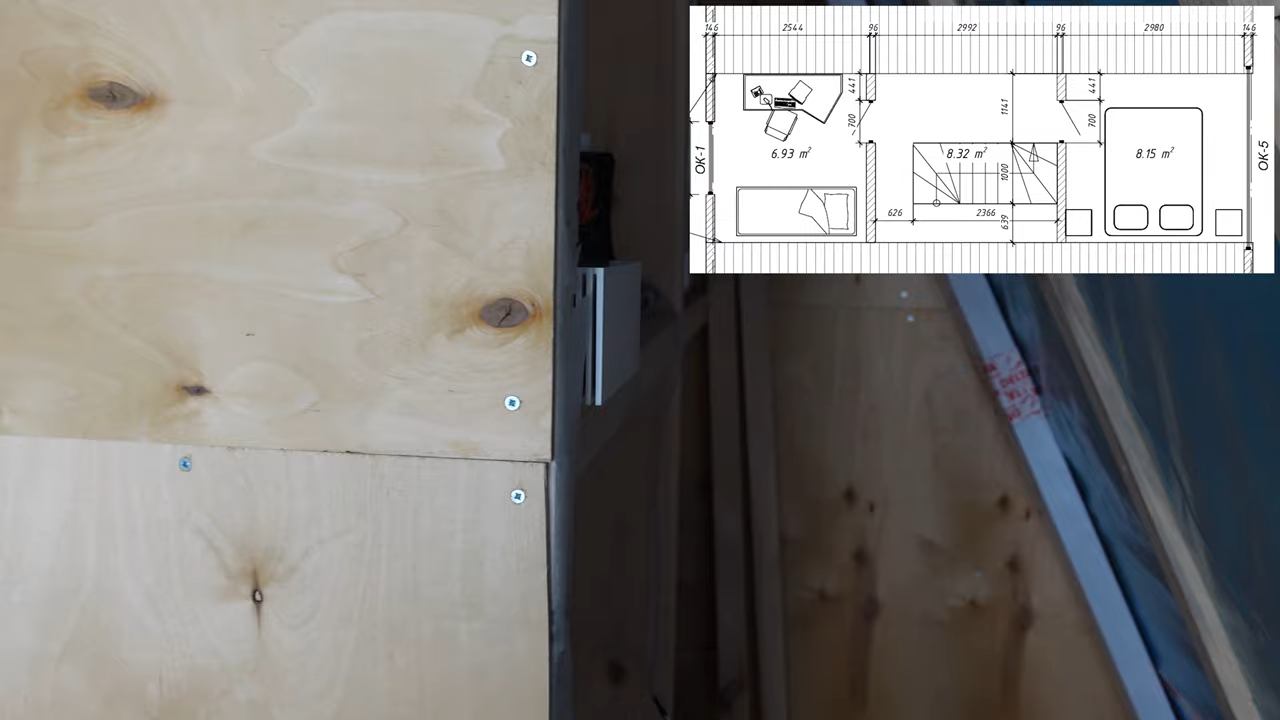 146 2544 96 2992 96 2980 146
441 1141 441
700 700
OK-1 6.93 m² 8.32 m² 8.15 m² OK-5
1000
626 2366
639